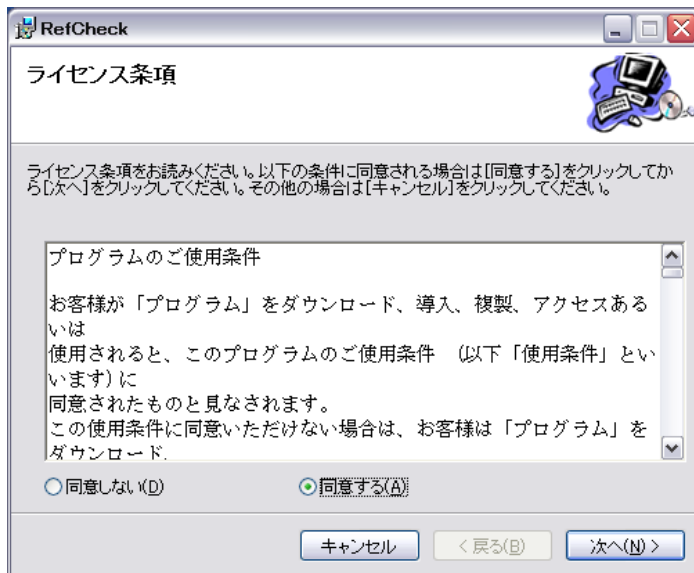 RefCheck
ライセンス条項
ライセンス条項をお読みください。以下の条件に同意される場合は[同意する]をクリックしてか
ら[次へ]をクリックしてください。その他の場合は[キャンセル]をクリックしてください。
プログラムのご使用条件
お客様が「プログラム」をダウンロード、導入、複製、アクセスある
いは
使用されると、このプログラムのご使用条件 (以下「使用条件」とい
います)に
同意されたものと見なされます。
この使用条件に同意いただけない場合は、お客様は「プログラム」を
ダウンロード、
同意しない(D) 同意する(A)
キャンセル < 戻る(B) 次へ(N) >